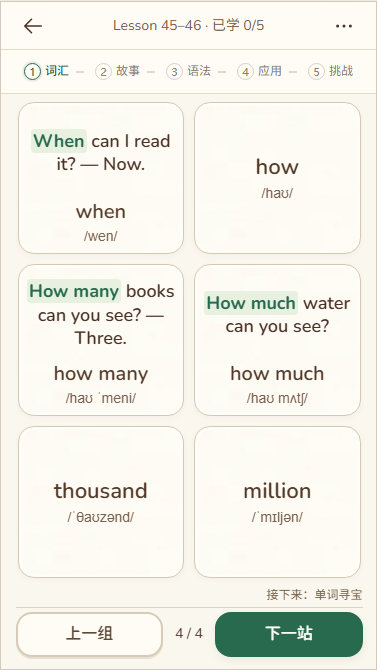 Lesson 45–46 · 已学 0/5
1 词汇 – 2 故事 – 3 语法 – 4 应用 – 5 挑战
When can I read
it? — Now.
when
/wen/
how
/haʊ/
How many books
can you see? —
Three.
how many
/haʊ ˈmeni/
How much water
can you see?
how much
/haʊ mʌtʃ/
thousand
/ˈθaʊzənd/
million
/ˈmɪljən/
接下来：单词寻宝
上一组
4 / 4
下一站